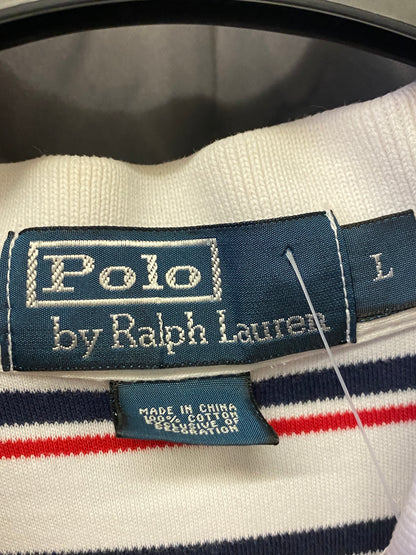 Polo
by Ralph Lauren
L
MADE IN CHINA
100% COTTON
EXCLUSIVE OF
DECORATION